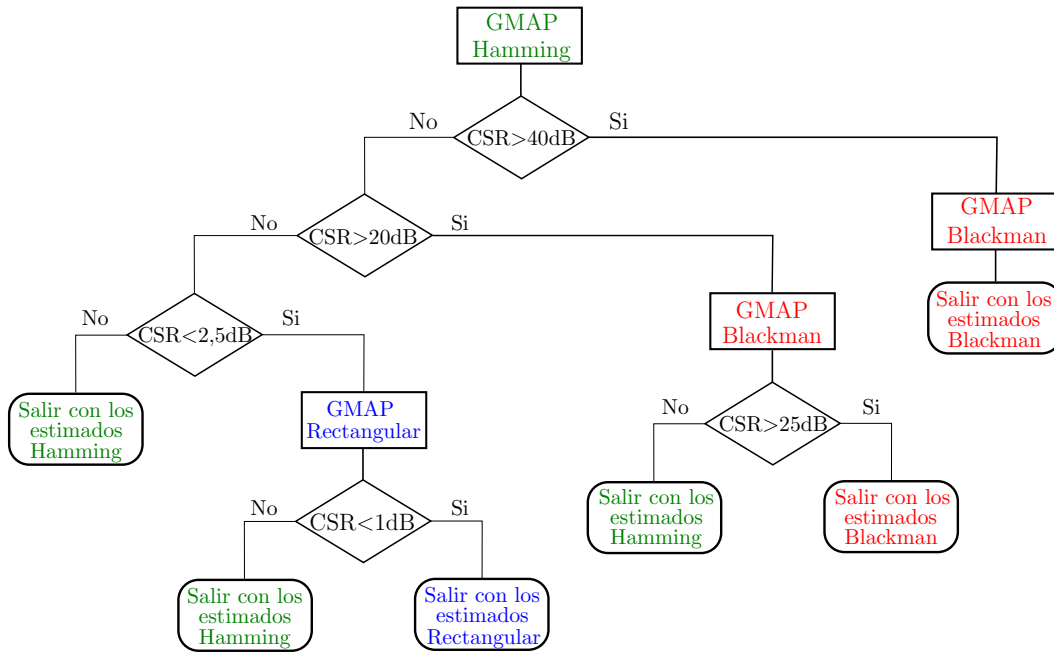 GMAP
Hamming
No
CSR>40dB
Si
GMAP
Blackman
No
CSR>20dB
Si
Salir con los
estimados
Blackman
GMAP
Blackman
No
CSR<2,5dB
Si
Salir con los
estimados
Hamming
GMAP
Rectangular
No
CSR>25dB
Si
Salir con los
estimados
Hamming
Salir con los
estimados
Blackman
No
CSR<1dB
Si
Salir con los
estimados
Hamming
Salir con los
estimados
Rectangular